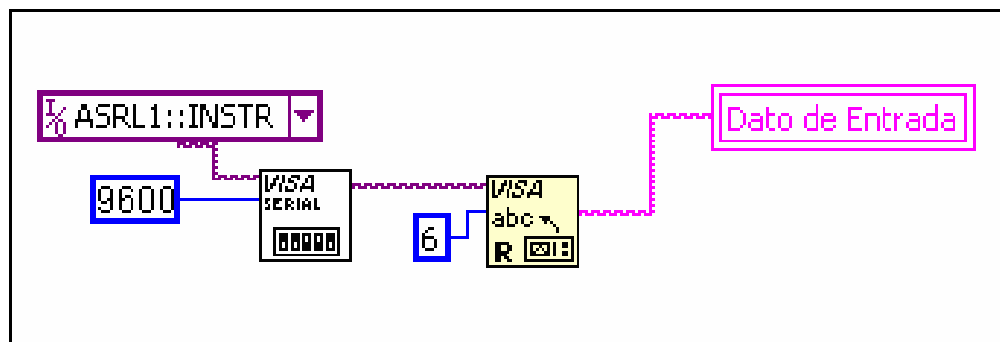 I/O ASRL1::INSTR
9600
VISA
SERIAL
6
VISA
abc
R
Dato de Entrada